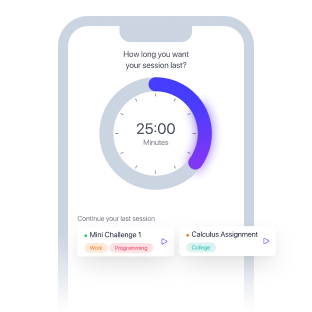 How long you want
your session last?
25:00
Minutes
Continue your last session
Mini Challenge 1
Work Programming
Calculus Assignment
College